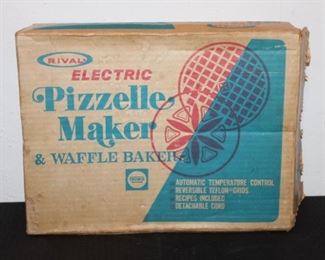 RIVAL
ELECTRIC
Pizzelle
Maker
& WAFFLE BAKER
AUTOMATIC TEMPERATURE CONTROL
REVERSIBLE TEFLON GRIDS
RECIPES INCLUDED
DETACHABLE CORD